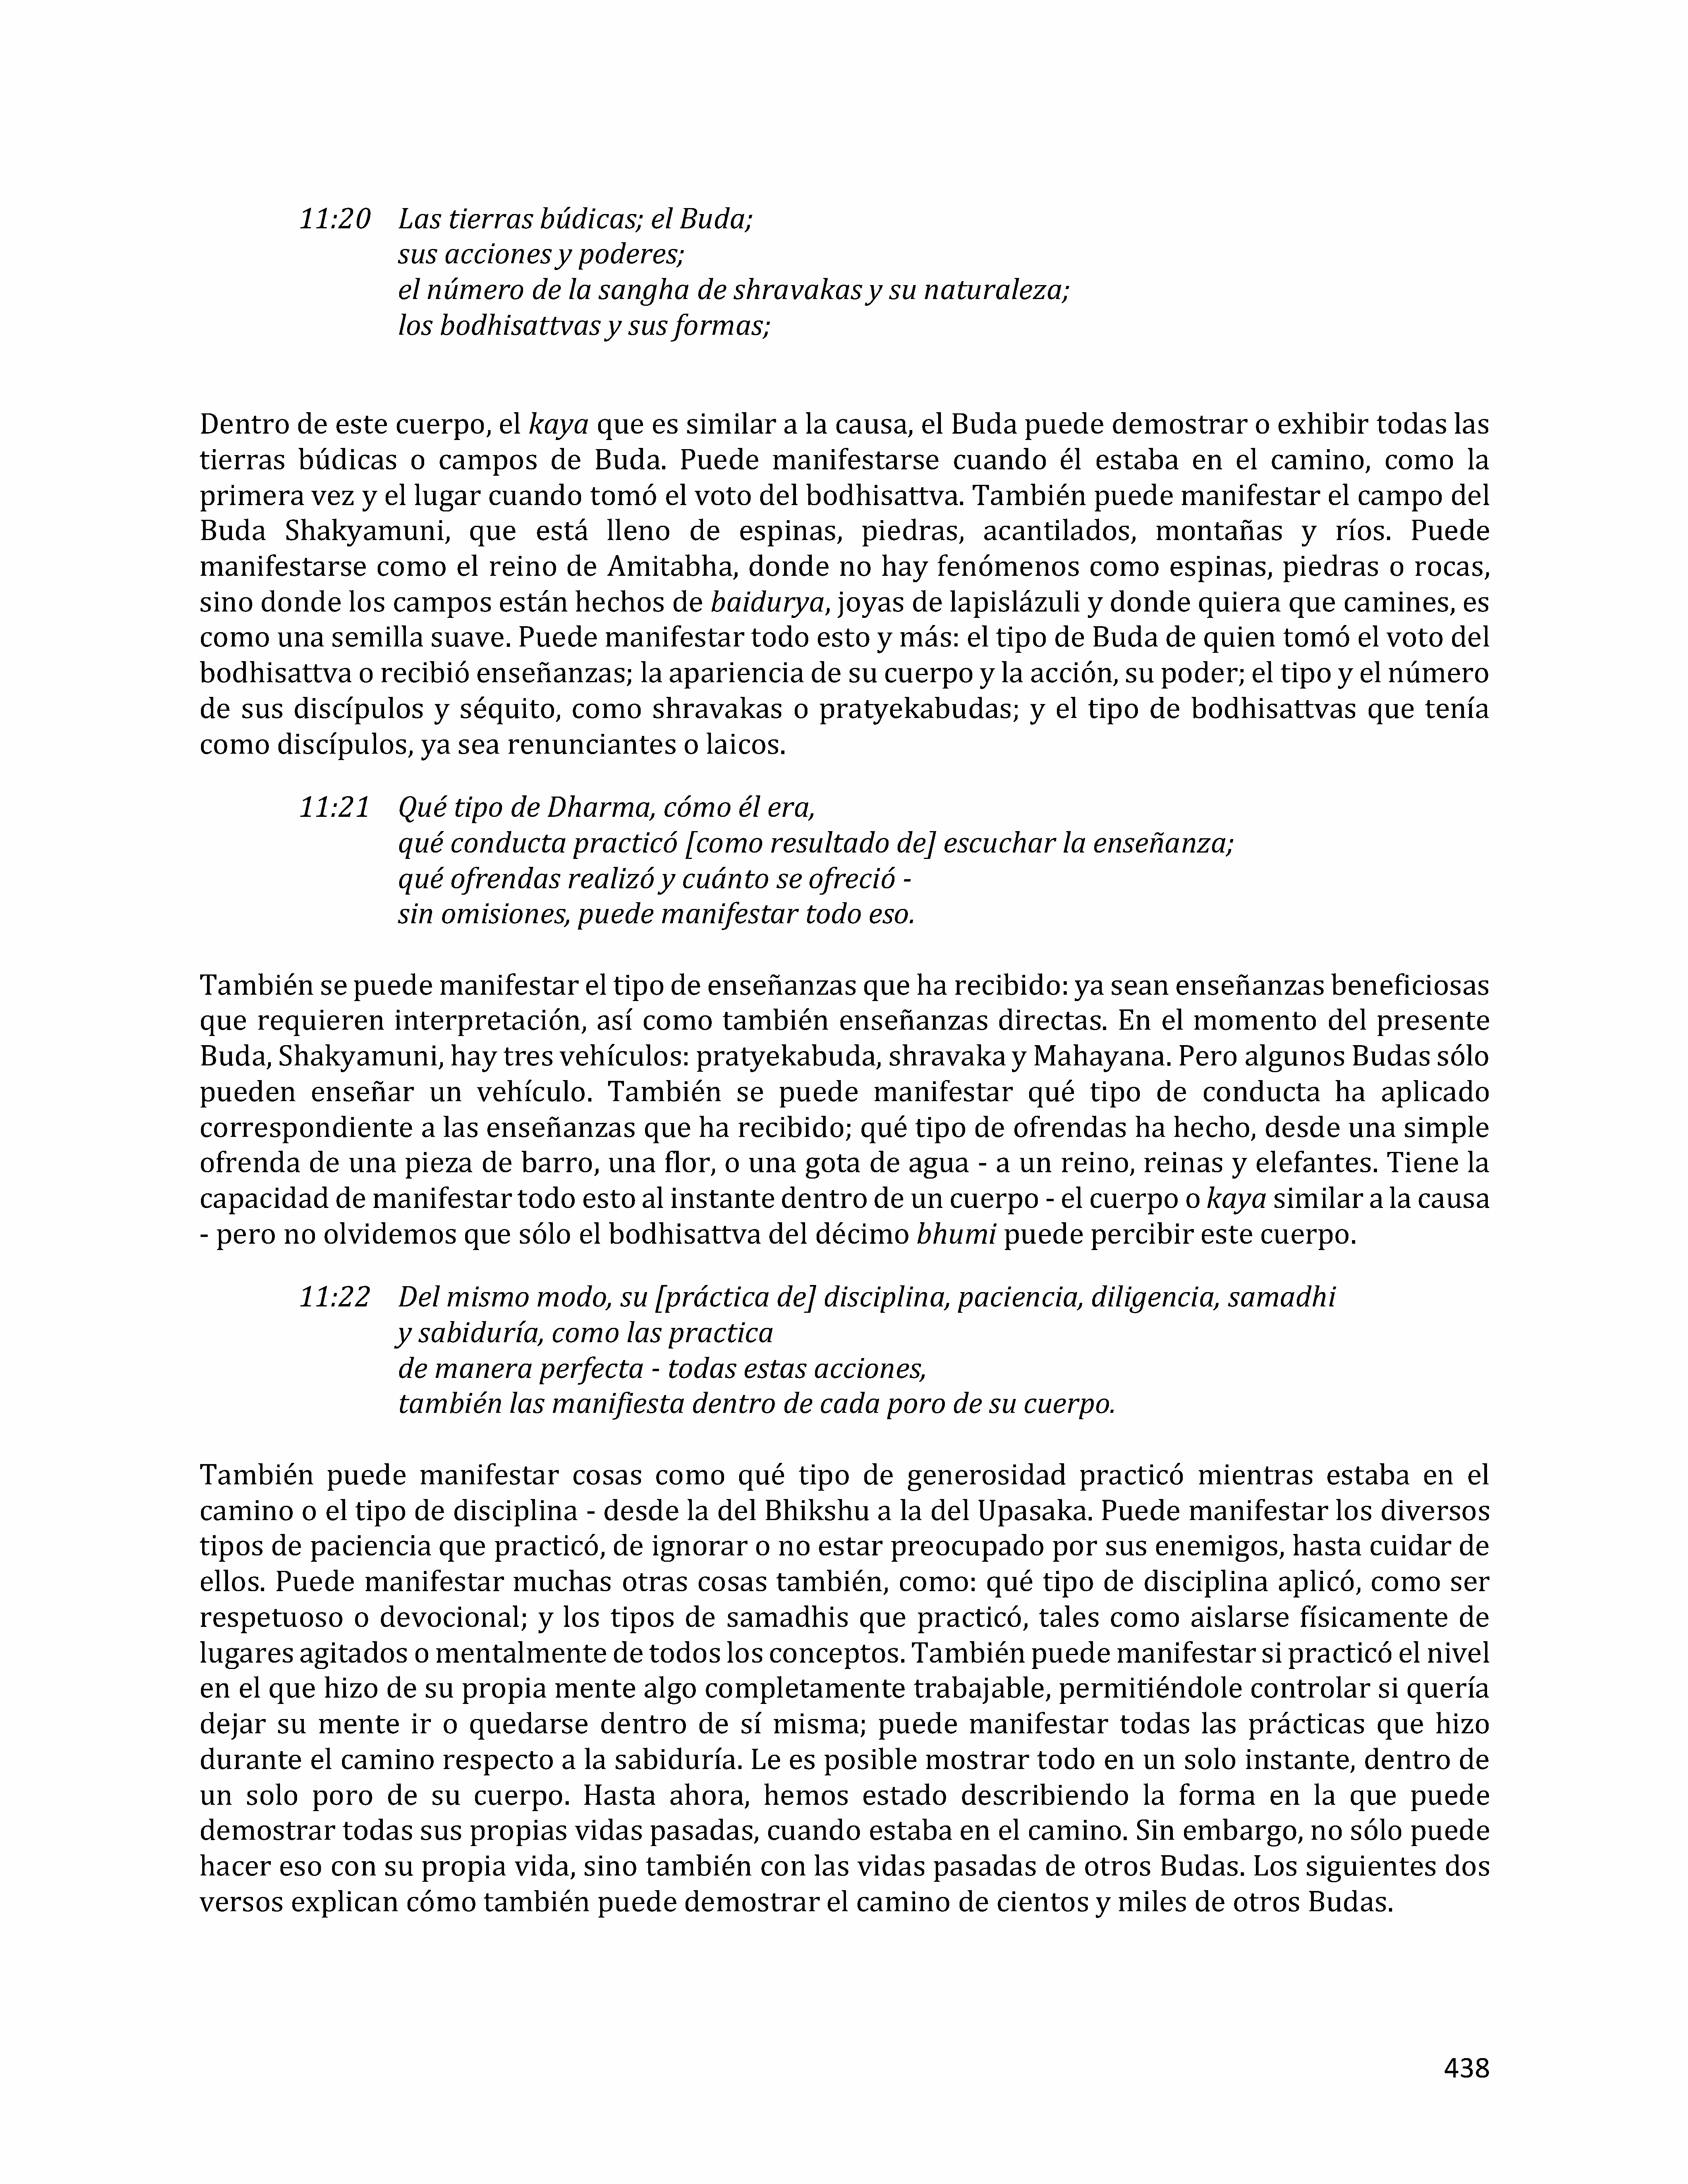 11:20 Las tierras búdicas; el Buda;
sus acciones y poderes;
el número de la sangha de shravakas y su naturaleza;
los bodhisattvas y sus formas;
Dentro de este cuerpo, el kaya que es similar a la causa, el Buda puede demostrar o exhibir todas las
tierras búdicas o campos de Buda. Puede manifestarse cuando él estaba en el camino, como la
primera vez y el lugar cuando tomó el voto del bodhisattva. También puede manifestar el campo del
Buda Shakyamuni, que está lleno de espinas, piedras, acantilados, montañas y ríos. Puede
manifestarse como el reino de Amitabha, donde no hay fenómenos como espinas, piedras o rocas,
sino donde los campos están hechos de baidurya, joyas de lapislázuli y donde quiera que camines, es
como una semilla suave. Puede manifestar todo esto y más: el tipo de Buda de quien tomó el voto del
bodhisattva o recibió enseñanzas; la apariencia de su cuerpo y la acción, su poder; el tipo y el número
de sus discípulos y séquito, como shravakas o pratyekabudas; y el tipo de bodhisattvas que tenía
como discípulos, ya sea renunciantes o laicos.
11:21 Qué tipo de Dharma, cómo él era,
qué conducta practicó [como resultado de] escuchar la enseñanza;
qué ofrendas realizó y cuánto se ofreció -
sin omisiones, puede manifestar todo eso.
También se puede manifestar el tipo de enseñanzas que ha recibido: ya sean enseñanzas beneficiosas
que requieren interpretación, así como también enseñanzas directas. En el momento del presente
Buda, Shakyamuni, hay tres vehículos: pratyekabuda, shravaka y Mahayana. Pero algunos Budas sólo
pueden enseñar un vehículo. También se puede manifestar qué tipo de conducta ha aplicado
correspondiente a las enseñanzas que ha recibido; qué tipo de ofrendas ha hecho, desde una simple
ofrenda de una pieza de barro, una flor, o una gota de agua - a un reino, reinas y elefantes. Tiene la
capacidad de manifestar todo esto al instante dentro de un cuerpo - el cuerpo o kaya similar a la causa
- pero no olvidemos que sólo el bodhisattva del décimo bhumi puede percibir este cuerpo.
11:22 Del mismo modo, su [práctica de] disciplina, paciencia, diligencia, samadhi
y sabiduría, como las practica
de manera perfecta - todas estas acciones,
también las manifiesta dentro de cada poro de su cuerpo.
También puede manifestar cosas como qué tipo de generosidad practicó mientras estaba en el
camino o el tipo de disciplina - desde la del Bhikshu a la del Upasaka. Puede manifestar los diversos
tipos de paciencia que practicó, de ignorar o no estar preocupado por sus enemigos, hasta cuidar de
ellos. Puede manifestar muchas otras cosas también, como: qué tipo de disciplina aplicó, como ser
respetuoso o devocional; y los tipos de samadhis que practicó, tales como aislarse físicamente de
lugares agitados o mentalmente de todos los conceptos. También puede manifestar si practicó el nivel
en el que hizo de su propia mente algo completamente trabajable, permitiéndole controlar si quería
dejar su mente ir o quedarse dentro de sí misma; puede manifestar todas las prácticas que hizo
durante el camino respecto a la sabiduría. Le es posible mostrar todo en un solo instante, dentro de
un solo poro de su cuerpo. Hasta ahora, hemos estado describiendo la forma en la que puede
demostrar todas sus propias vidas pasadas, cuando estaba en el camino. Sin embargo, no sólo puede
hacer eso con su propia vida, sino también con las vidas pasadas de otros Budas. Los siguientes dos
versos explican cómo también puede demostrar el camino de cientos y miles de otros Budas.
438